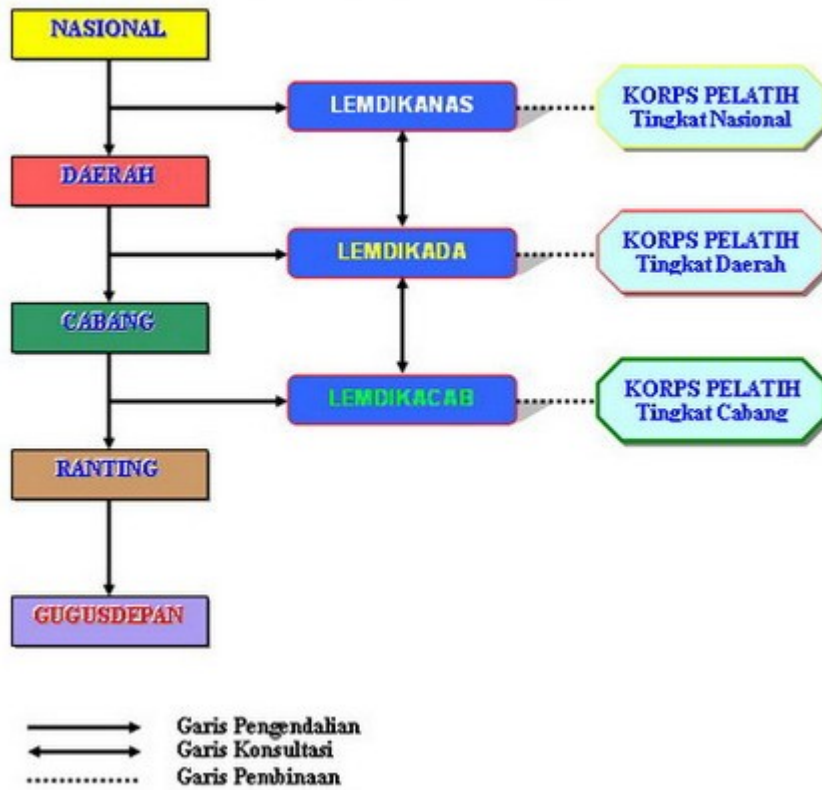 NASIONAL
LEMDIKANAS
KORPS PELATIH
Tingkat Nasional
DAERAH
LEMDIKADA
KORPS PELATIH
Tingkat Daerah
CABANG
LEMDIKACAB
KORPS PELATIH
Tingkat Cabang
RANTING
GUGUSDEPAN
Garis Pengendalian
Garis Konsultasi
Garis Pembinaan